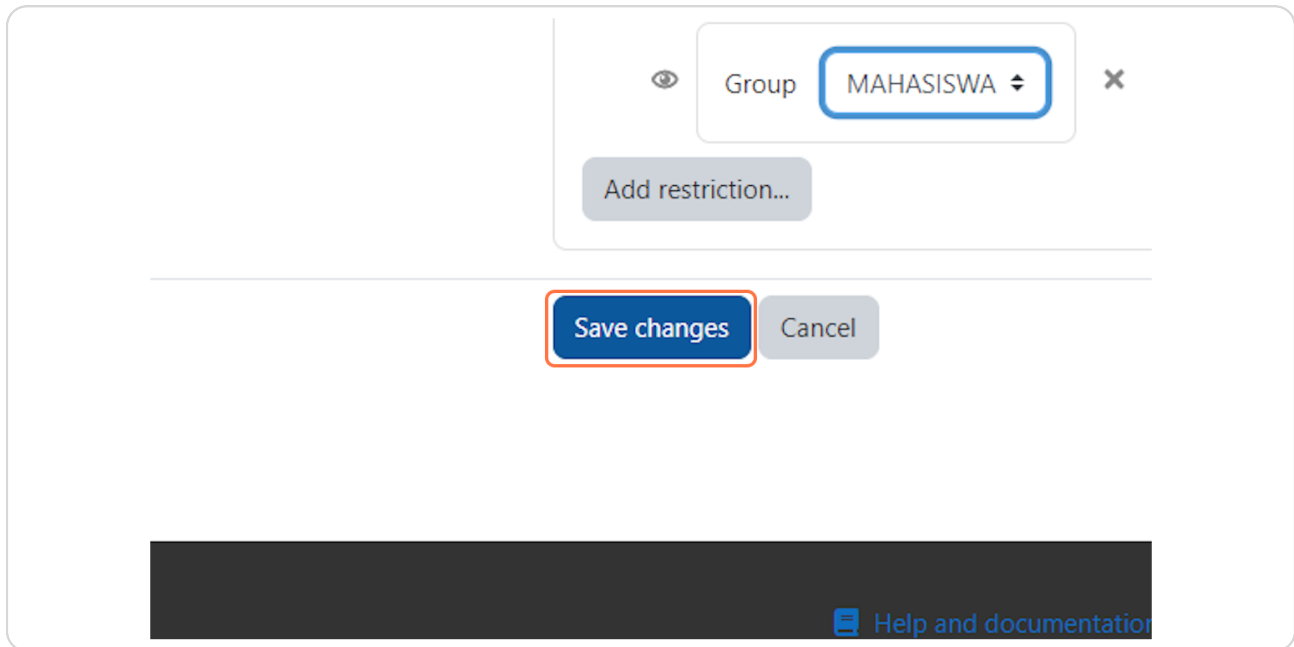 Group MAHASISWA
Add restriction...
Save changes Cancel
Help and documentation